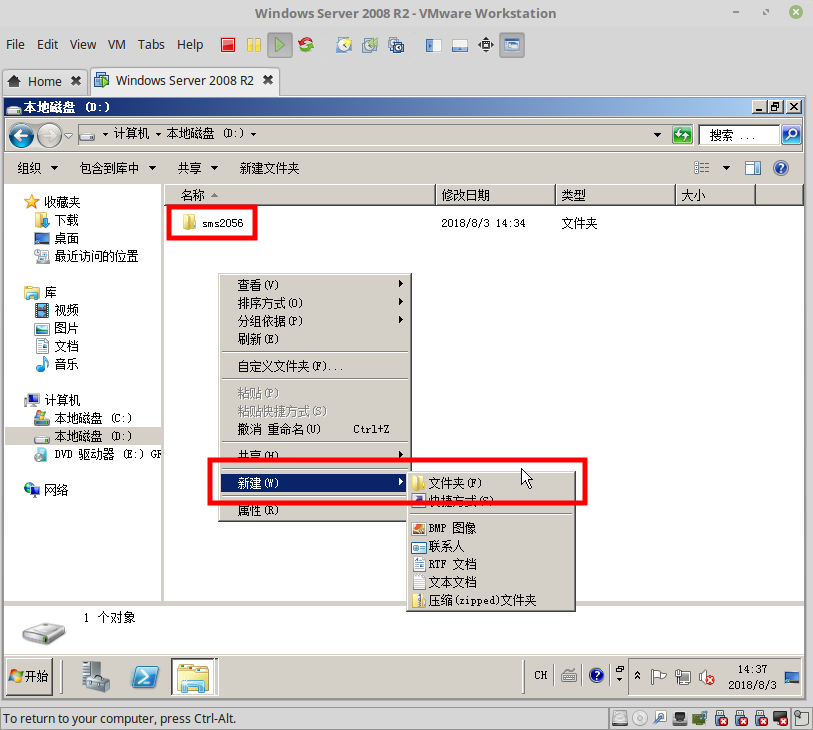 Windows Server 2008 R2 - VMware Workstation
File Edit View VM Tabs Help
Home
Windows Server 2008 R2
本地磁盘 (D:)
计算机 本地磁盘 (D:)
搜索 ...
组织 包含到库中 共享 新建文件夹
名称 修改日期 类型 大小
sms2056 2018/8/3 14:34 文件夹
收藏夹
下载
桌面
最近访问的位置
库
视频
图片
文档
音乐
计算机
本地磁盘 (C:)
本地磁盘 (D:)
DVD 驱动器 (E:) GR
网络
查看(V)
排序方式(O)
分组依据(P)
刷新(E)
自定义文件夹(F)...
粘贴(P)
粘贴快捷方式(S)
撤消 重命名(U) Ctrl+Z
共享(H)
新建(W)
属性(R)
文件夹(F)
快捷方式(S)
BMP 图像
联系人
RTF 文档
文本文档
压缩(zipped)文件夹
1 个对象
开始
CH
14:37
2018/8/3
To return to your computer, press Ctrl-Alt.